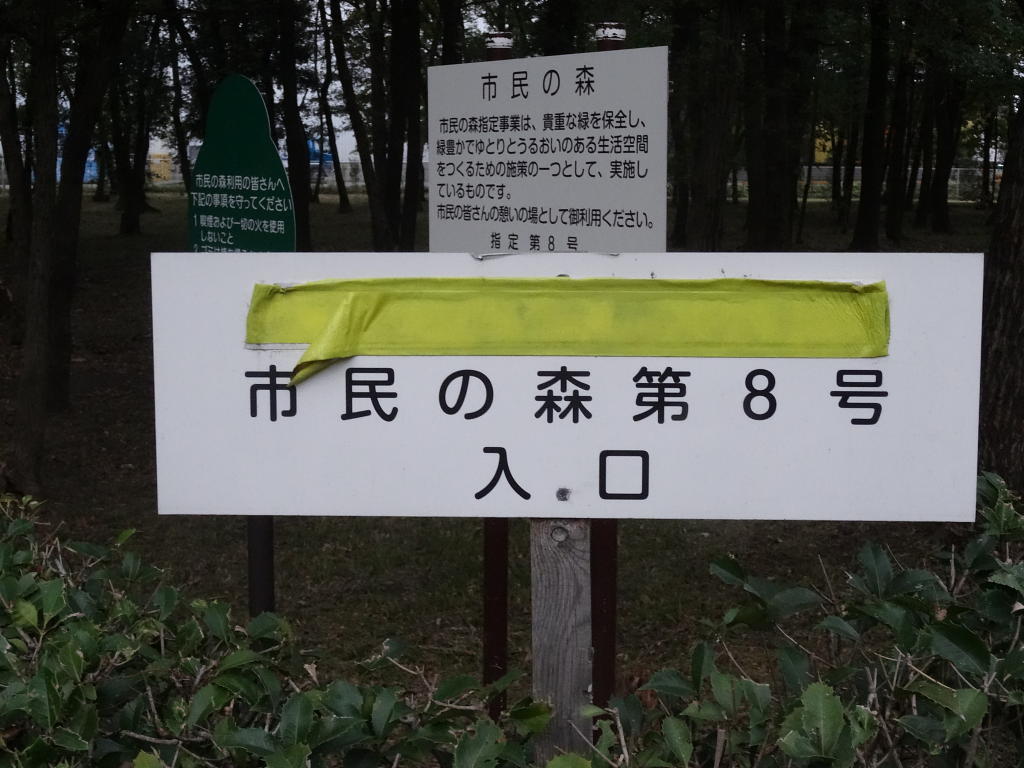 市民の森
市民の森指定事業は、貴重な緑を保全し、
緑豊かでゆとりとうるおいのある生活空間
をつくるための施策の一つとして、実施し
ているものです。
市民の皆さんの憩いの場として御利用ください。
指定第8号
市民の森利用の皆さんへ
下記の事項を守ってください
1 喫煙および一切の火を使用
しないこと
市民の森第8号
入口